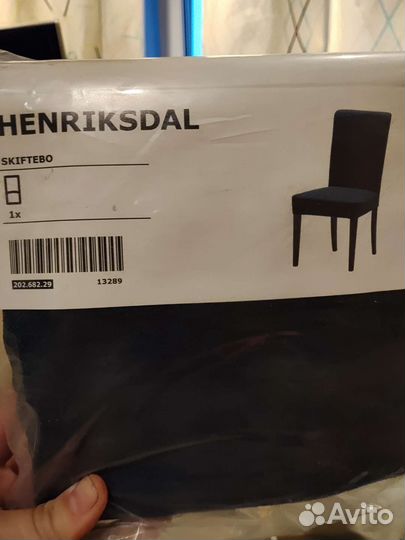 HENRIKSDAL
SKIFTEBO
1x
202.682.29 13289
Avito